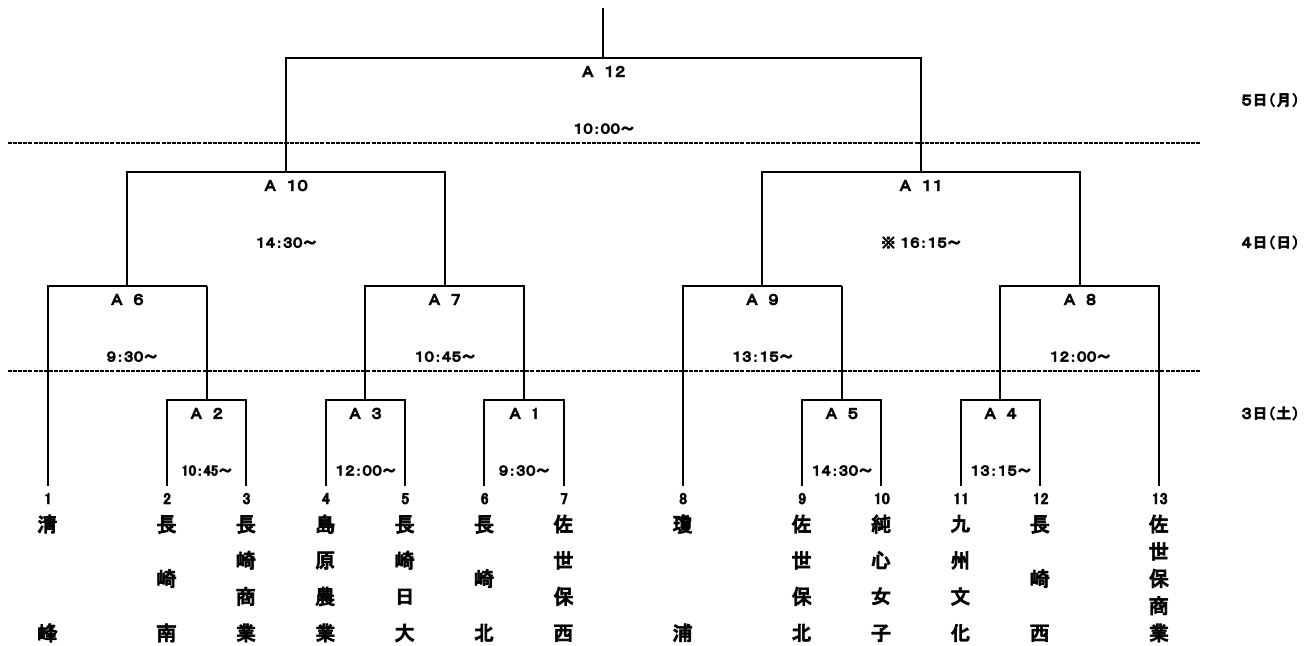 A 12
5日(月)
10:00~
A 10
A 11
14:30~
※ 16:15~
4日(日)
A 6
A 7
A 9
A 8
9:30~
10:45~
13:15~
12:00~
A 2
A 3
A 1
A 5
A 4
3日(土)
10:45~
12:00~
9:30~
14:30~
13:15~
1
2
3
4
5
6
7
8
9
10
11
12
13
清峰
長崎南
長崎商業
島原農業
長崎日大
長崎北
佐世保西
瓊浦
佐世保北
純心女子
九州文化
長崎西
佐世保商業